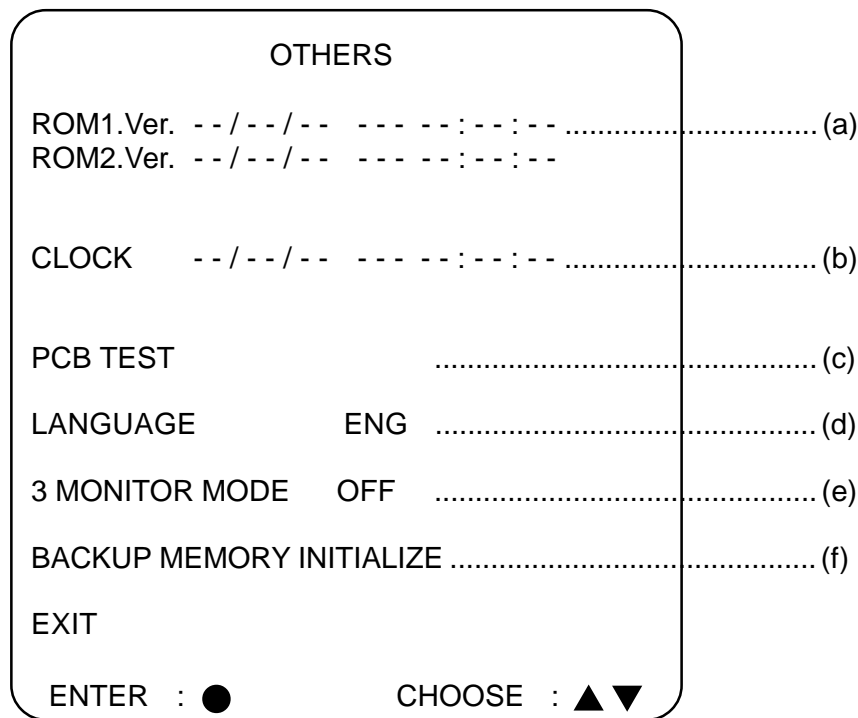 OTHERS
ROM1.Ver. - - / - - / - -   - - -  - - : - - : - - ............................... (a)
ROM2.Ver. - - / - - / - -   - - -  - - : - - : - -
CLOCK - - / - - / - -   - - -  - - : - - : - - ............................... (b)
PCB TEST ............................................... (c)
LANGUAGE ENG ............................................... (d)
3 MONITOR MODE OFF ............................................... (e)
BACKUP MEMORY INITIALIZE ............................................. (f)
EXIT
ENTER : ● CHOOSE : ▲▼